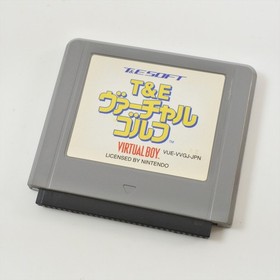 T&E SOFT
T&E
ヴァーチャル
ゴルフ
VIRTUAL BOY
VUE-VVGJ-JPN
LICENSED BY NINTENDO